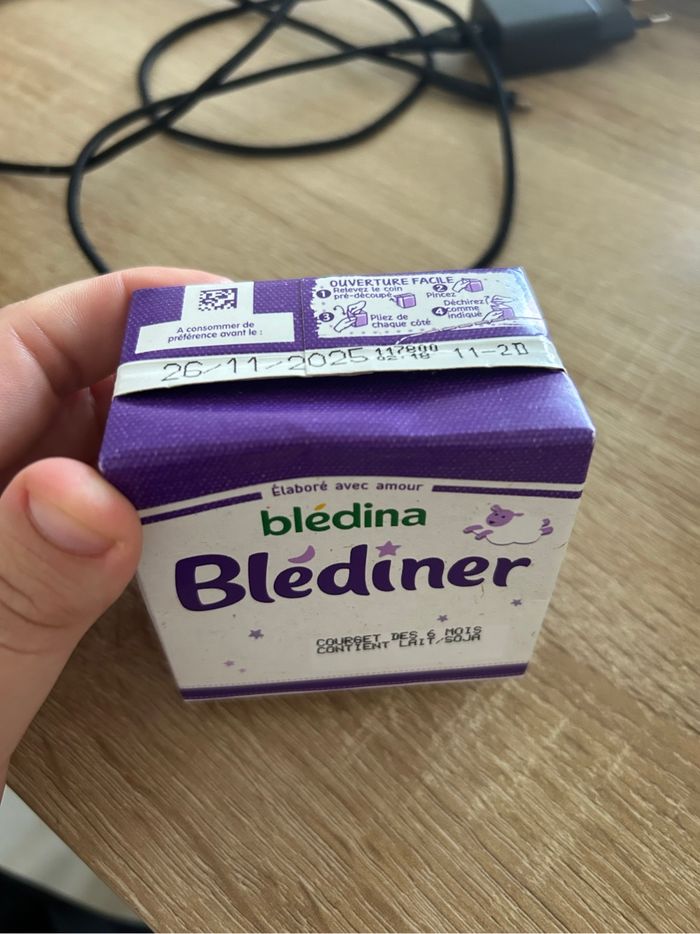 A consommer de
préférence avant le :
OUVERTURE FACILE
1 Relevez le coin
pré-découpé
2
Pincez
3 Pliez de
chaque côté
4 Déchirez
comme
indiqué
26/11/2025 11-2D
Élaboré avec amour
blédina
Blédiner
COURGET DES 6 MOIS
CONTIENT LAIT/SOJA